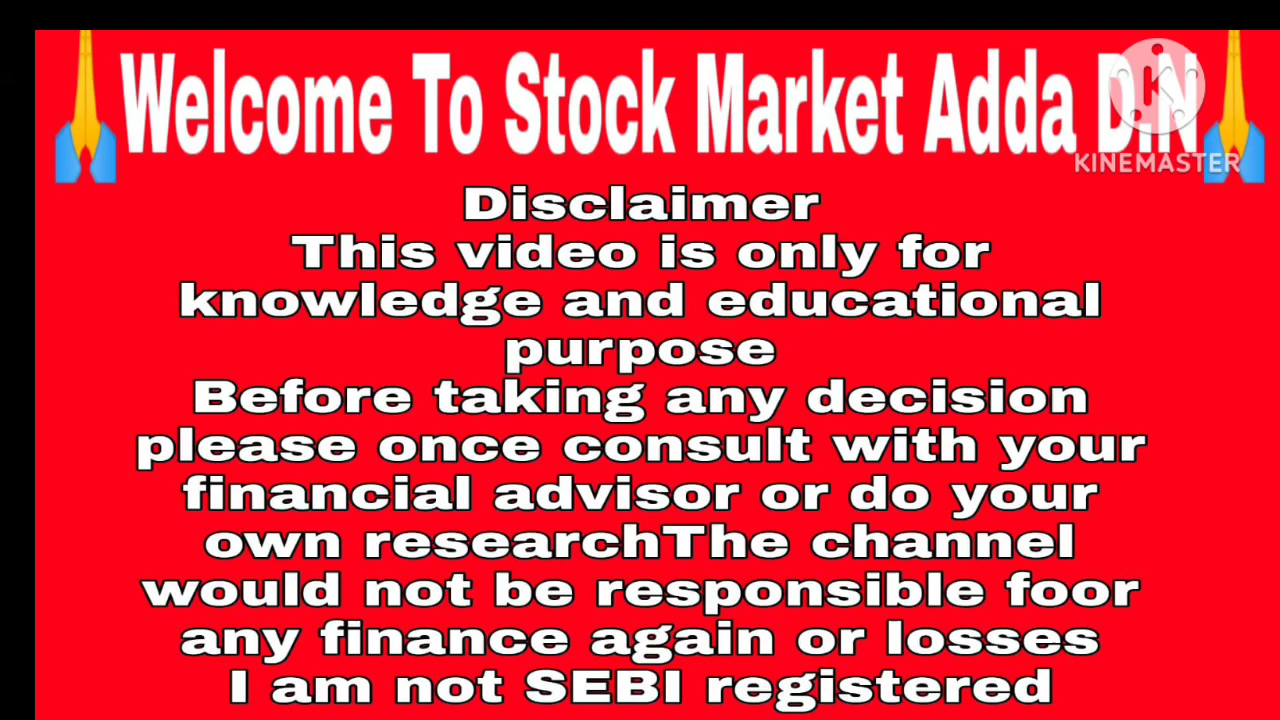 Welcome To Stock Market Adda D.N
KINEMASTER
Disclaimer
This video is only for
knowledge and educational
purpose
Before taking any decision
please once consult with your
financial advisor or do your
own researchThe channel
would not be responsible foor
any finance again or losses
I am not SEBI registered